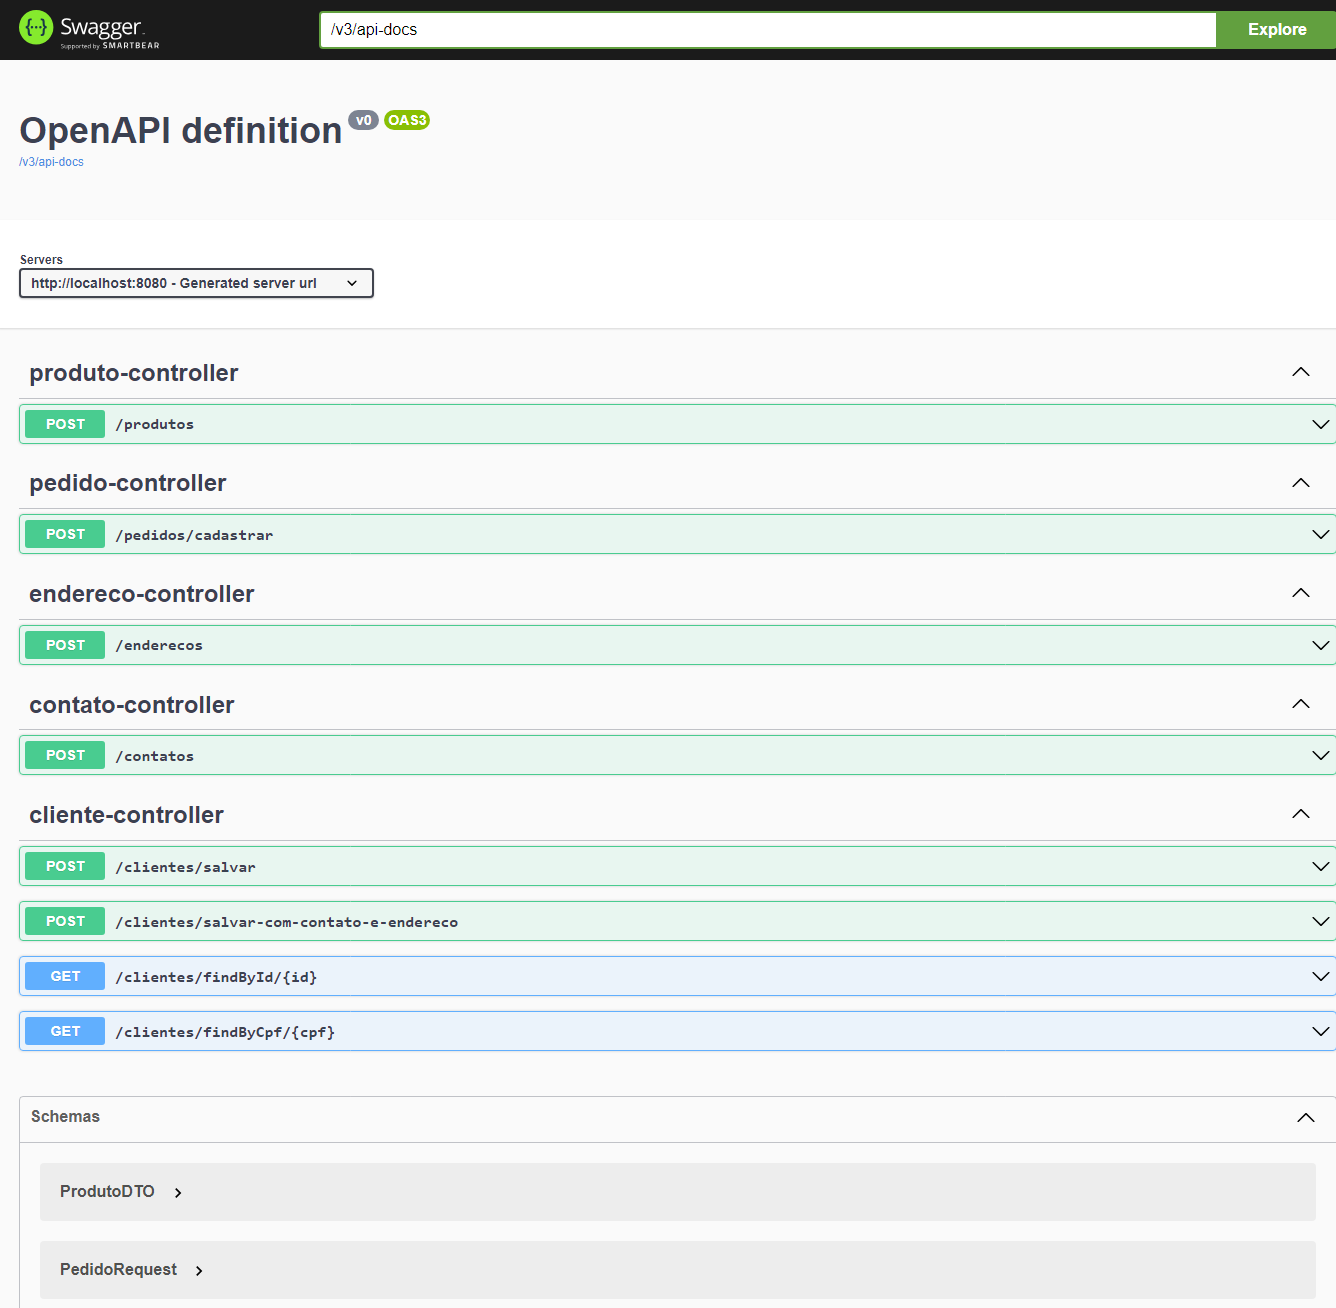 Swagger.
Supported by SMARTBEAR
/v3/api-docs
Explore
OpenAPI definition v0 OAS3
/v3/api-docs
Servers
http://localhost:8080 - Generated server url
produto-controller
POST /produtos
pedido-controller
POST /pedidos/cadastrar
endereco-controller
POST /enderecos
contato-controller
POST /contatos
cliente-controller
POST /clientes/salvar
POST /clientes/salvar-com-contato-e-endereco
GET /clientes/findById/{id}
GET /clientes/findByCpf/{cpf}
Schemas
ProdutoDTO
PedidoRequest